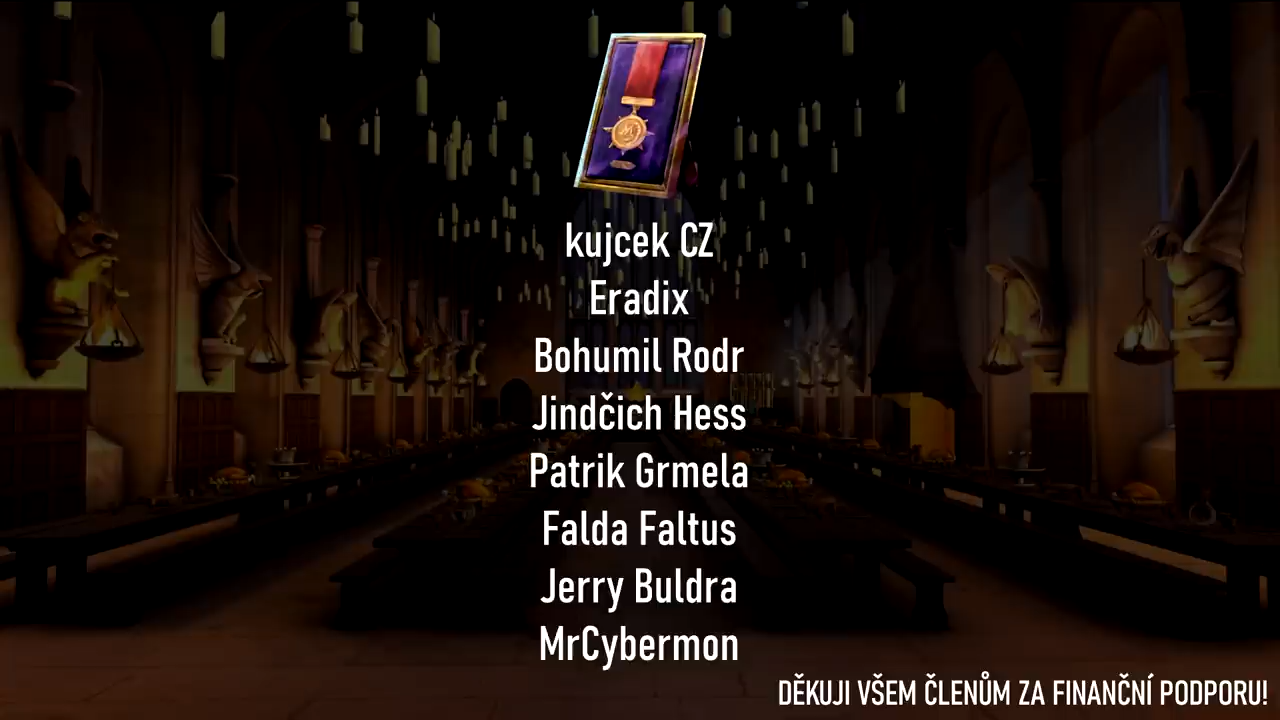 kujcek CZ
Eradix
Bohumil Rodr
Jindčich Hess
Patrik Grmela
Falda Faltus
Jerry Buldra
MrCybermon
DĚKUJI VŠEM ČLENŮM ZA FINANČNÍ PODPORU!